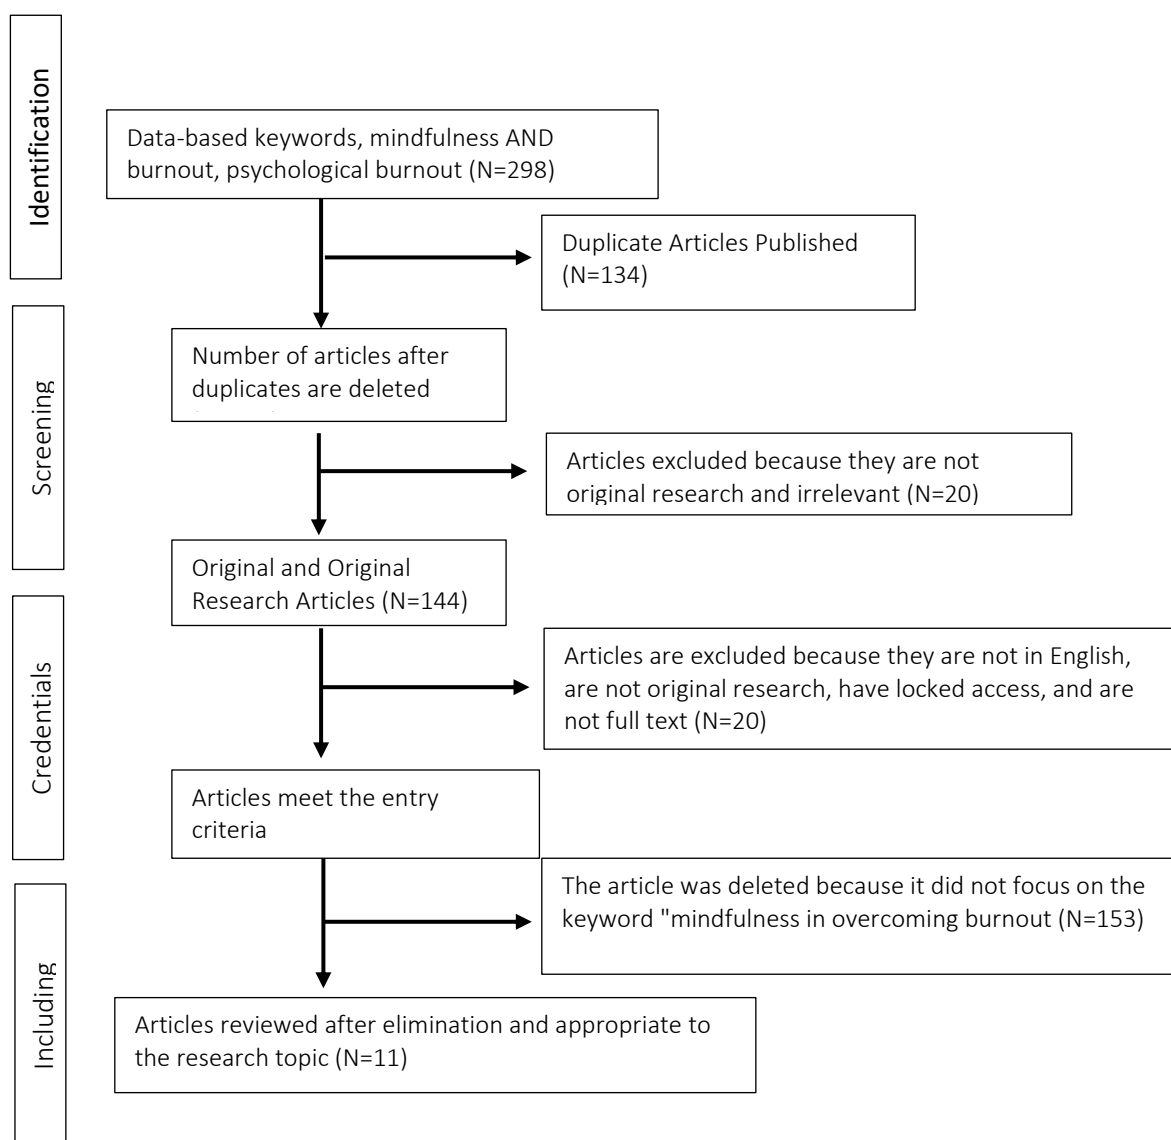 Identification
Data-based keywords, mindfulness AND
burnout, psychological burnout (N=298)
Duplicate Articles Published
(N=134)
Screening
Number of articles after
duplicates are deleted
Articles excluded because they are not
original research and irrelevant (N=20)
Original and Original
Research Articles (N=144)
Credentials
Articles are excluded because they are not in English,
are not original research, have locked access, and are
not full text (N=20)
Articles meet the entry
criteria
Including
The article was deleted because it did not focus on the
keyword "mindfulness in overcoming burnout (N=153)
Articles reviewed after elimination and appropriate to
the research topic (N=11)